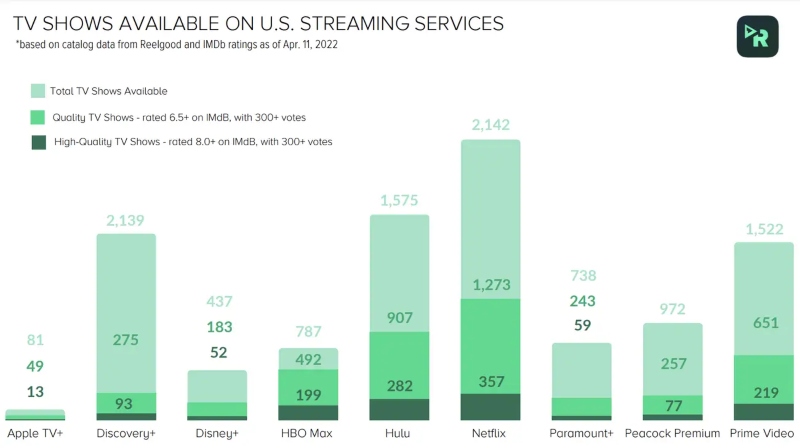 TV SHOWS AVAILABLE ON U.S. STREAMING SERVICES
*based on catalog data from Reelgood and IMDb ratings as of Apr. 11, 2022
R
Total TV Shows Available
Quality TV Shows - rated 6.5+ on IMdB, with 300+ votes
High-Quality TV Shows - rated 8.0+ on IMdB, with 300+ votes
81
49
13
Apple TV+
2,139
275
93
Discovery+
437
183
52
Disney+
787
492
199
HBO Max
1,575
907
282
Hulu
2,142
1,273
357
Netflix
738
243
59
Paramount+
972
257
77
Peacock Premium
1,522
651
219
Prime Video